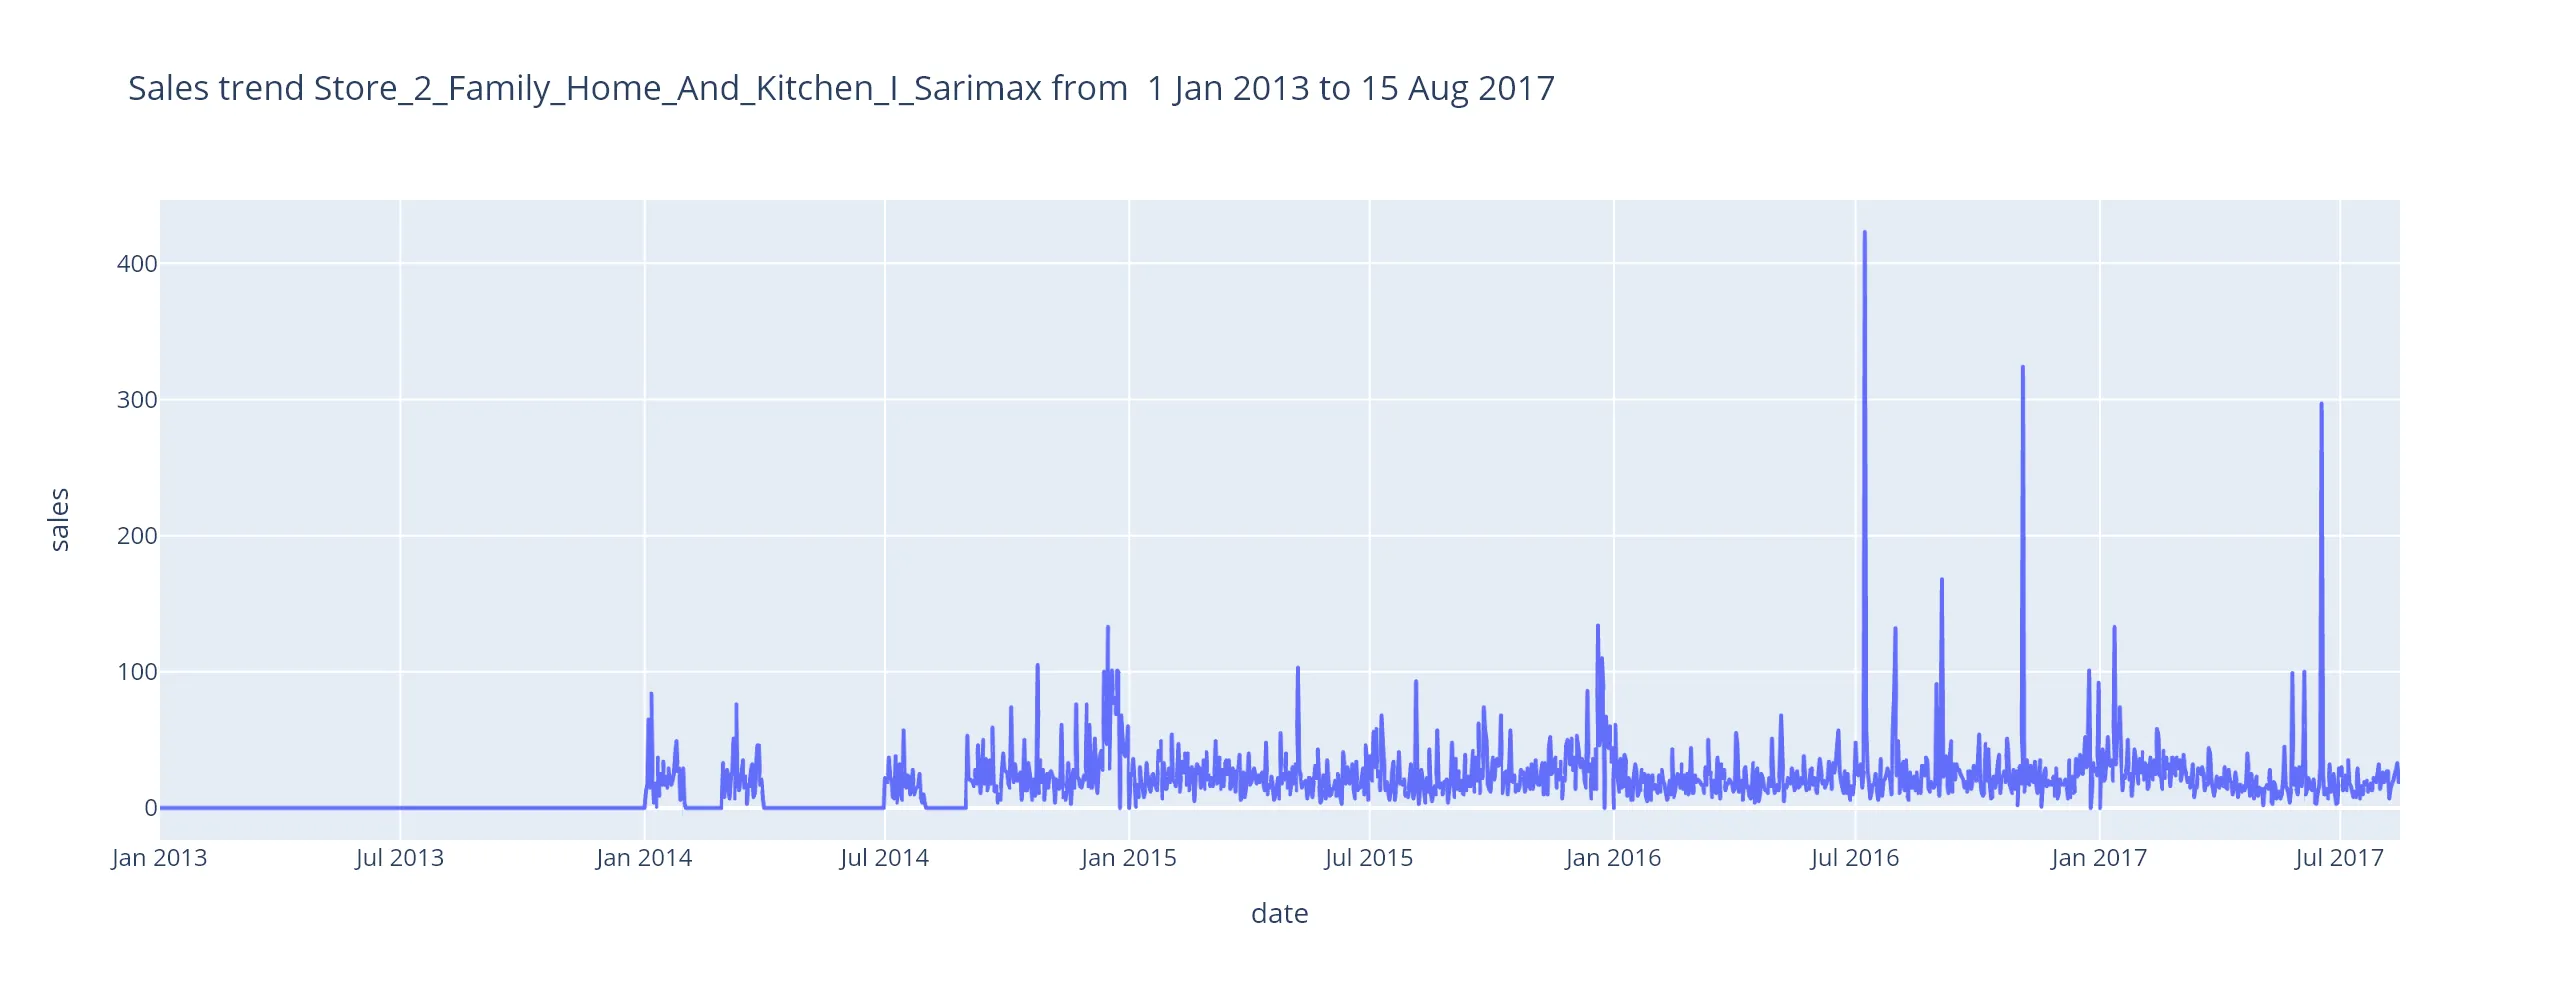 Sales trend Store_2_Family_Home_And_Kitchen_I_Sarimax from  1 Jan 2013 to 15 Aug 2017
400
300
200
100
0
sales
Jan 2013
Jul 2013
Jan 2014
Jul 2014
Jan 2015
Jul 2015
Jan 2016
Jul 2016
Jan 2017
Jul 2017
date